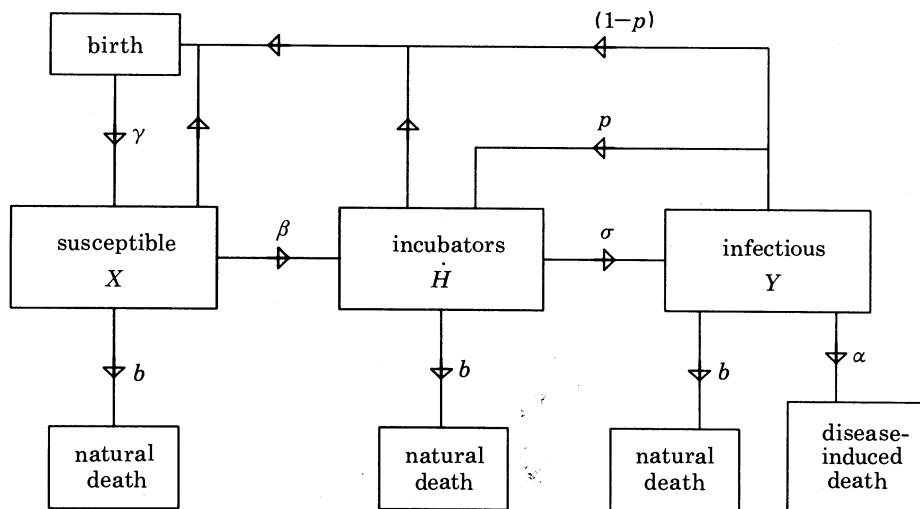 (1−p)
birth
γ
p
susceptible
X
β
incubators
Ḣ
σ
infectious
Y
b
b
b
α
natural
death
natural
death
natural
death
disease-
induced
death